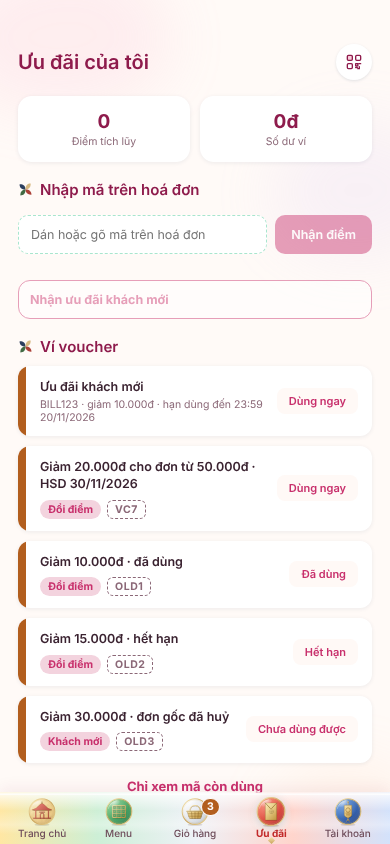 Ưu đãi của tôi
0
Điểm tích lũy
0đ
Số dư ví
Nhập mã trên hoá đơn
Dán hoặc gõ mã trên hoá đơn
Nhận điểm
Nhận ưu đãi khách mới
Ví voucher
Ưu đãi khách mới
BILL123 · giảm 10.000đ · hạn dùng đến 23:59
20/11/2026
Dùng ngay
Giảm 20.000đ cho đơn từ 50.000đ ·
HSD 30/11/2026
Đổi điểm
VC7
Dùng ngay
Giảm 10.000đ · đã dùng
Đổi điểm
OLD1
Đã dùng
Giảm 15.000đ · hết hạn
Đổi điểm
OLD2
Hết hạn
Giảm 30.000đ · đơn gốc đã huỷ
Khách mới
OLD3
Chưa dùng được
Chỉ xem mã còn dùng
3
Trang chủ
Menu
Giỏ hàng
Ưu đãi
Tài khoản